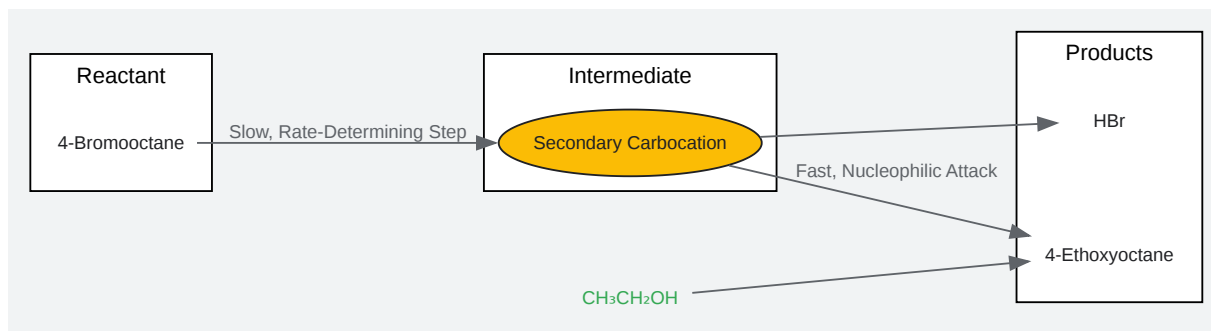 Reactant
4-Bromooctane
Slow, Rate-Determining Step
Intermediate
Secondary Carbocation
Fast, Nucleophilic Attack
CH₃CH₂OH
Products
HBr
4-Ethoxyoctane